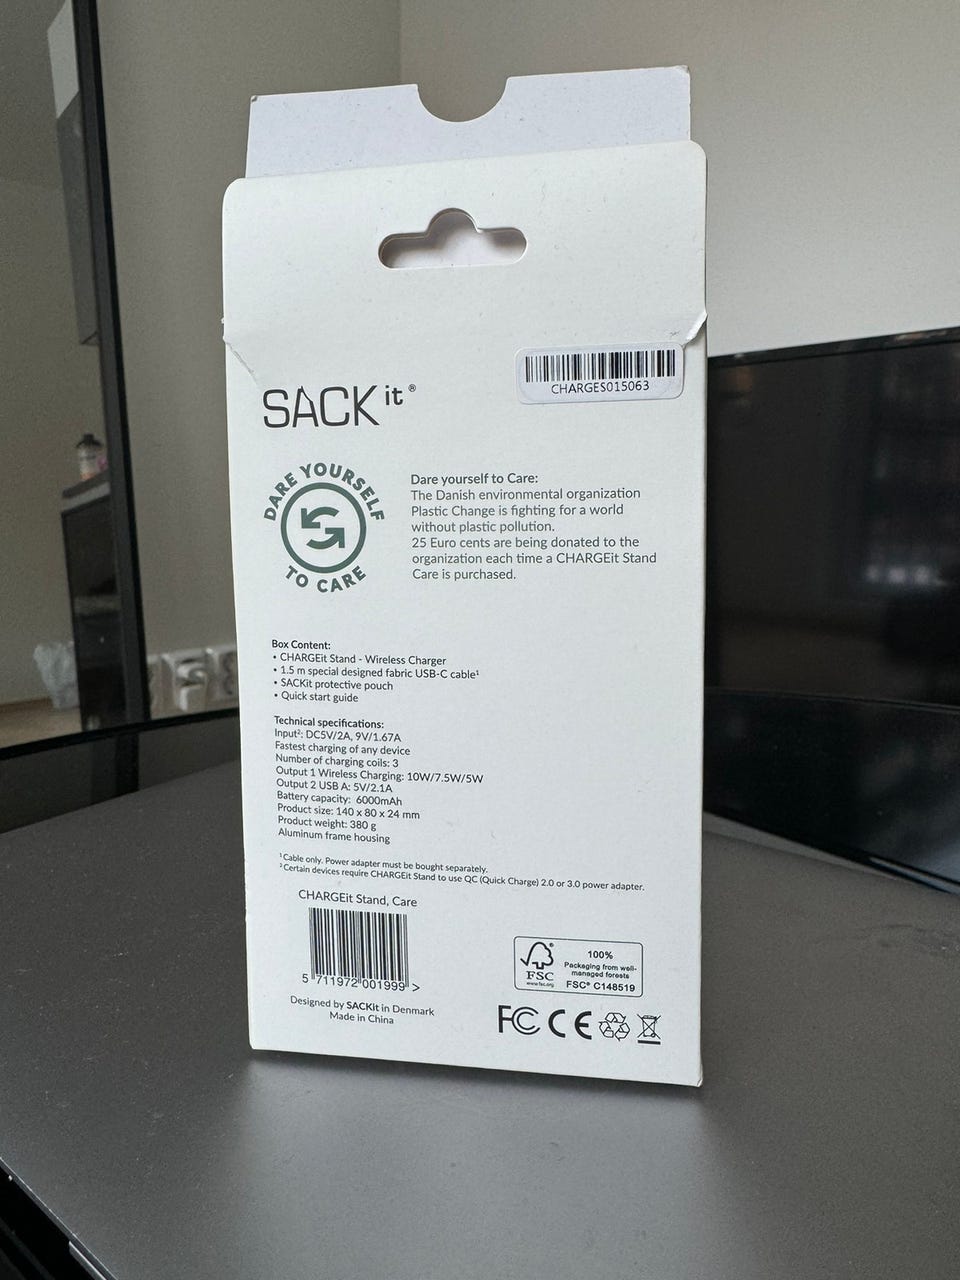 SACKit®
CHARGES015063
DARE YOURSELF
TO CARE
Dare yourself to Care:
The Danish environmental organization
Plastic Change is fighting for a world
without plastic pollution.
25 Euro cents are being donated to the
organization each time a CHARGEit Stand
Care is purchased.
Box Content:
• CHARGEit Stand - Wireless Charger
• 1.5 m special designed fabric USB-C cable¹
• SACKit protective pouch
• Quick start guide
Technical specifications:
Input²: DC5V/2A, 9V/1.67A
Fastest charging of any device
Number of charging coils: 3
Output 1 Wireless Charging: 10W/7.5W/5W
Output 2 USB A: 5V/2.1A
Battery capacity: 6000mAh
Product size: 140 x 80 x 24 mm
Product weight: 380 g
Aluminum frame housing
¹Cable only. Power adapter must be bought separately.
²Certain devices require CHARGEit Stand to use QC (Quick Charge) 2.0 or 3.0 power adapter.
CHARGEit Stand, Care
5 711972 001999 >
Designed by SACKit in Denmark
Made in China
FSC
www.fsc.org
100%
Packaging from well-
managed forests
FSC® C148519
FC CE